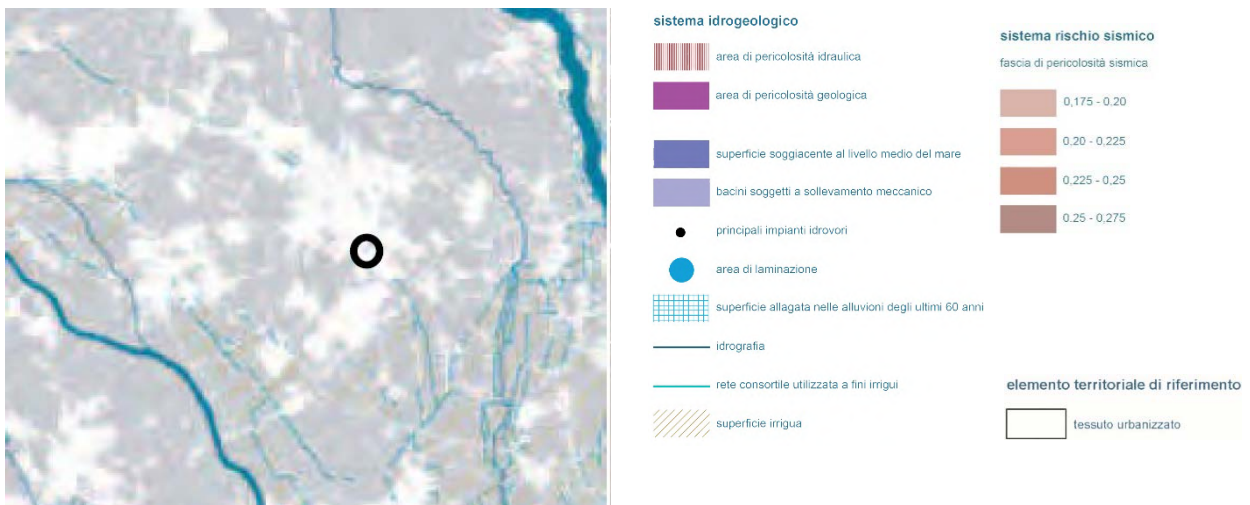 sistema idrogeologico
area di pericolosità idraulica
area di pericolosità geologica
superficie soggiacente al livello medio del mare
bacini soggetti a sollevamento meccanico
principali impianti idrovori
area di laminazione
superficie allagata nelle alluvioni degli ultimi 60 anni
idrografia
rete consortile utilizzata a fini irrigui
superficie irrigua
sistema rischio sismico
fascia di pericolosità sismica
0,175 - 0.20
0,20 - 0,225
0,225 - 0,25
0.25 - 0,275
elemento territoriale di riferimento
tessuto urbanizzato